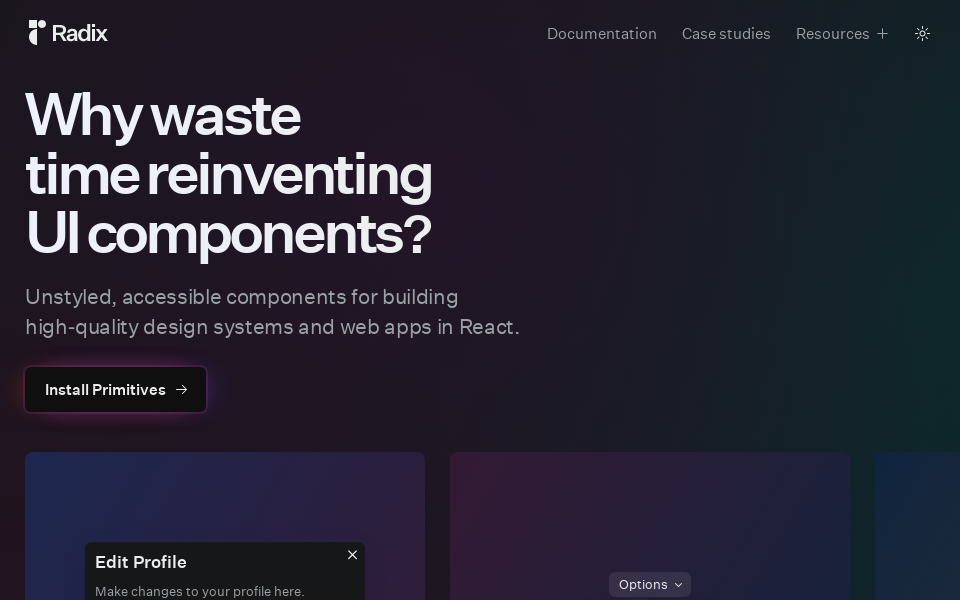 Radix
Documentation
Case studies
Resources
Why waste
time reinventing
UI components?
Unstyled, accessible components for building
high-quality design systems and web apps in React.
Install Primitives
Edit Profile
Make changes to your profile here.
Options